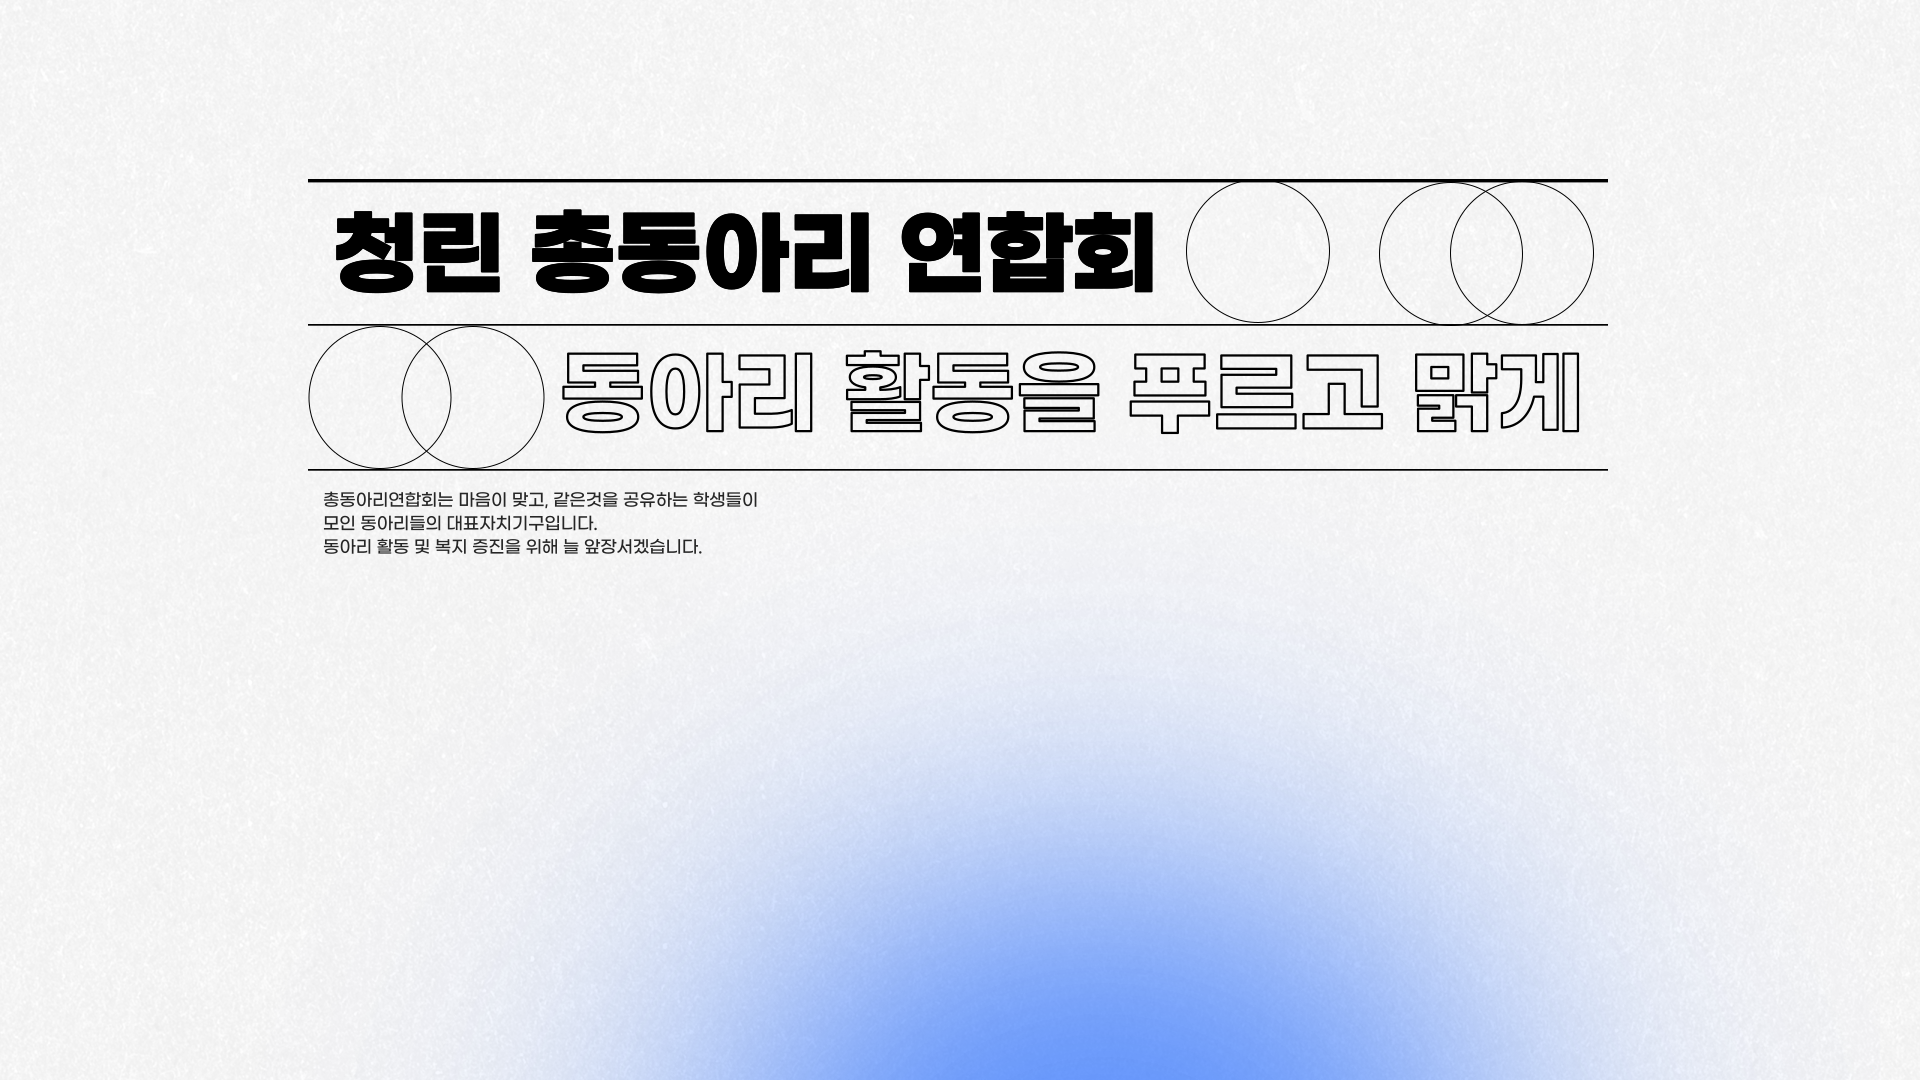 청린 총동아리 연합회
동아리 활동을 푸르고 맑게
총동아리연합회는 마음이 맞고, 같은것을 공유하는 학생들이
모인 동아리들의 대표자치기구입니다.
동아리 활동 및 복지 증진을 위해 늘 앞장서겠습니다.